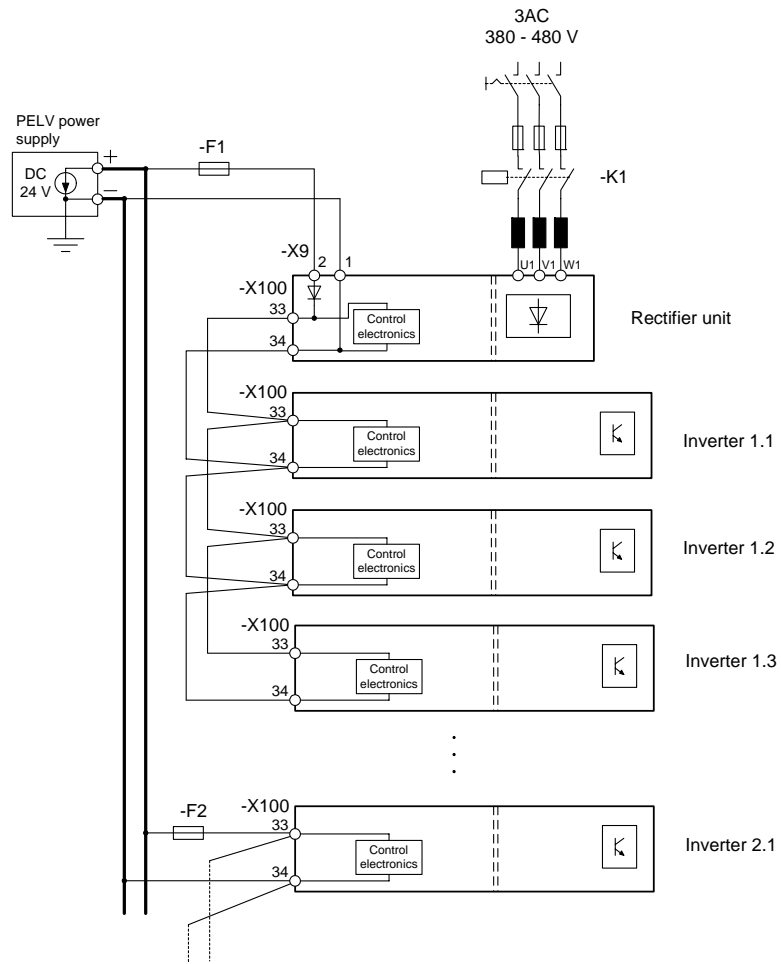 3AC
380 - 480 V
PELV power
supply
+
DC
24 V
–
-F1
-K1
-X9
2
1
U1
V1
W1
-X100
33
34
Control
electronics
Rectifier unit
-X100
33
34
Control
electronics
Inverter 1.1
-X100
33
34
Control
electronics
Inverter 1.2
-X100
33
34
Control
electronics
Inverter 1.3
-F2
-X100
33
34
Control
electronics
Inverter 2.1